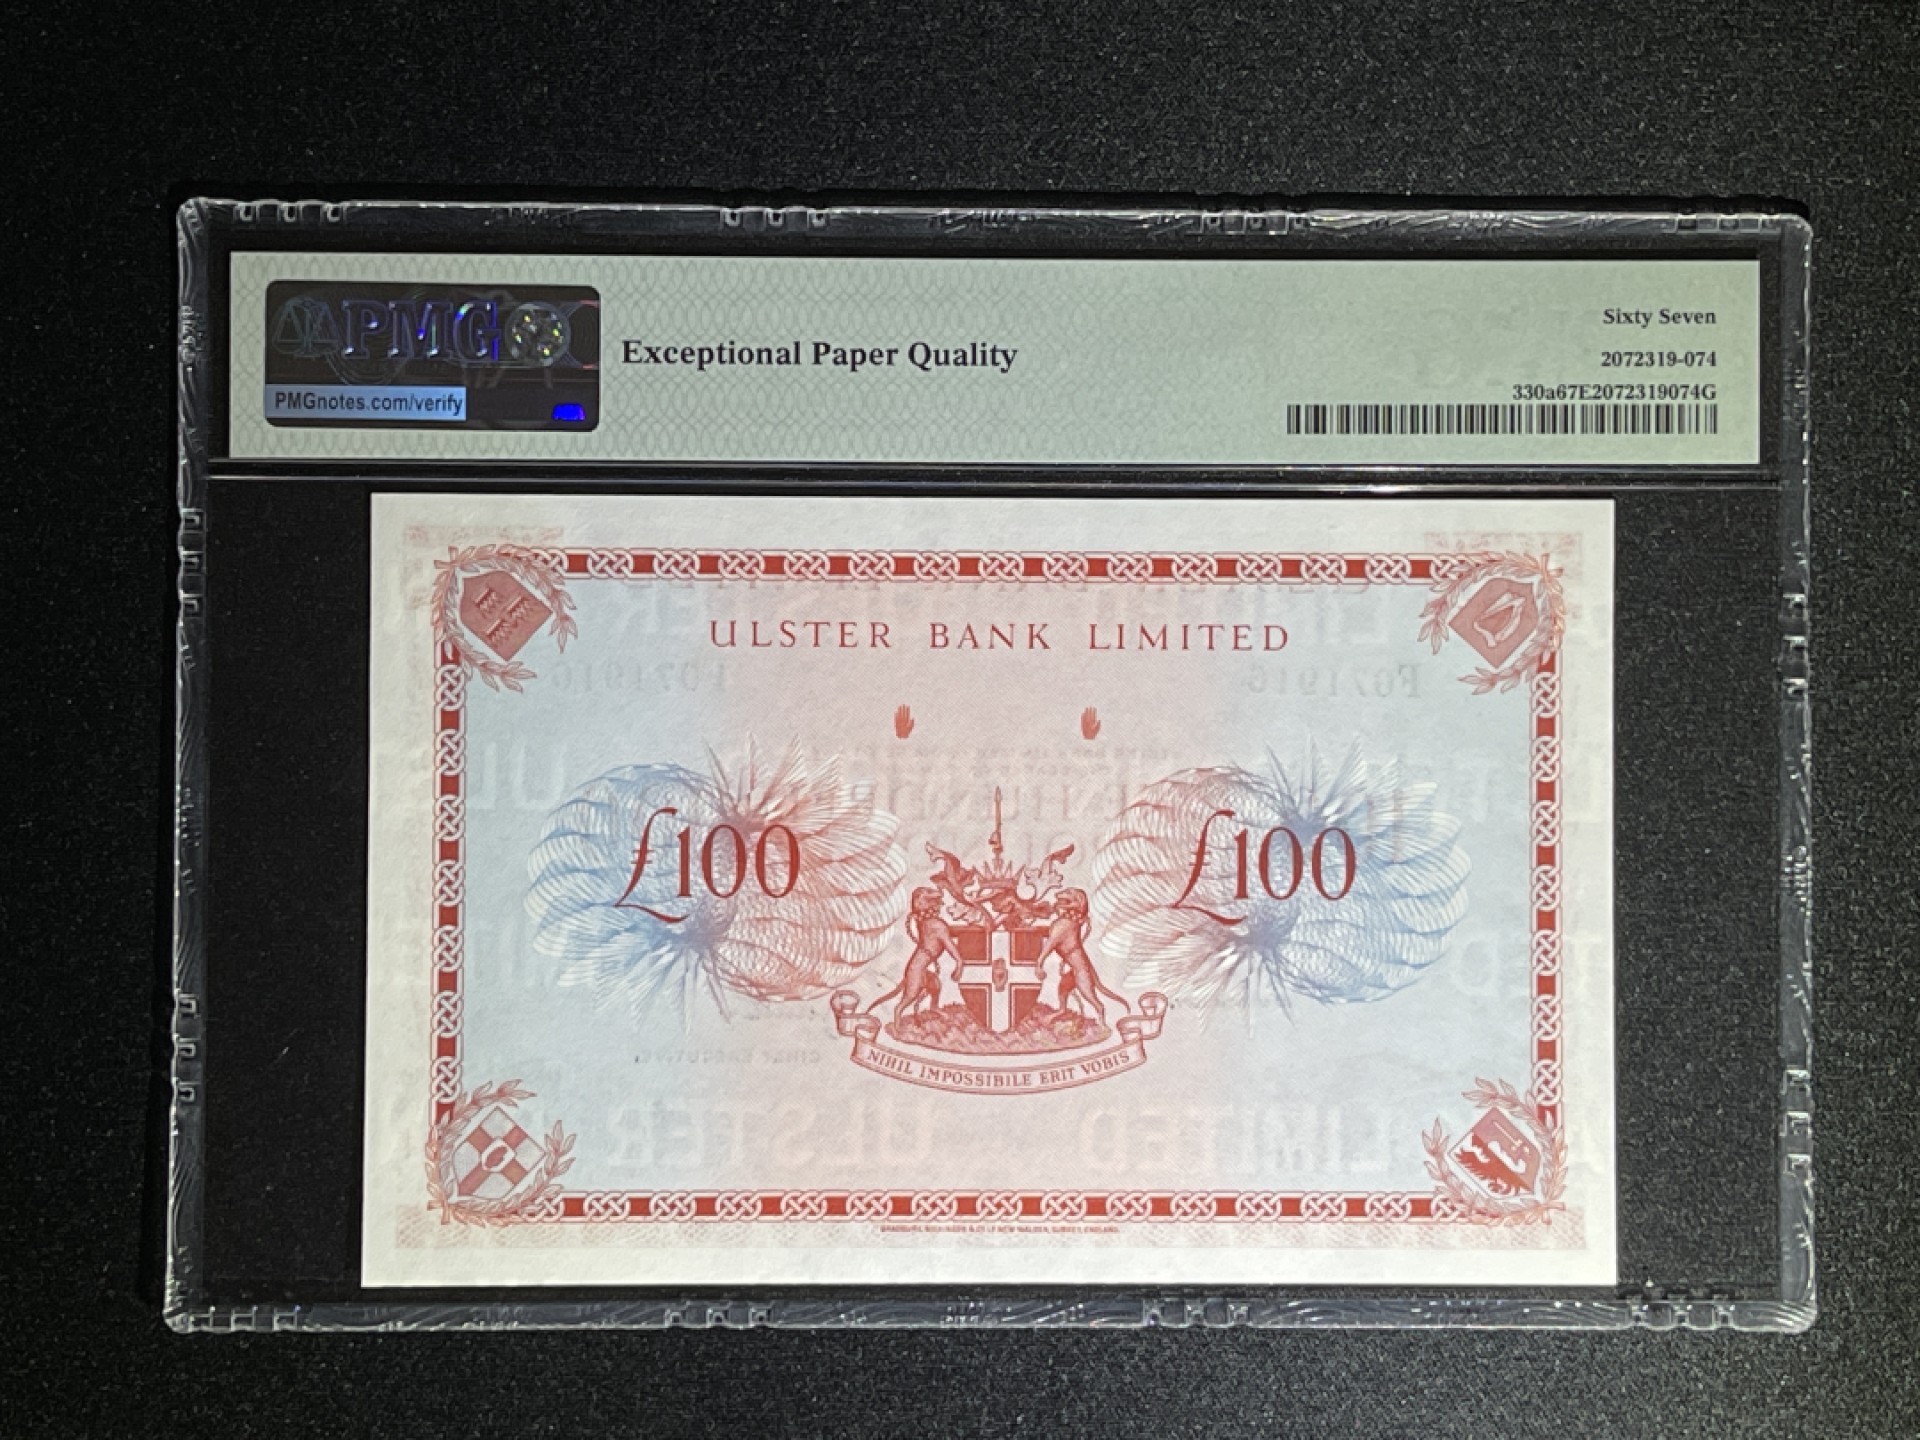 PMG
PMGnotes.com/verify
Exceptional Paper Quality
Sixty Seven
2072319-074
330a67E2072319074G
ULSTER BANK LIMITED
£100
£100
NIHIL IMPOSSIBILE ERIT VOBIS